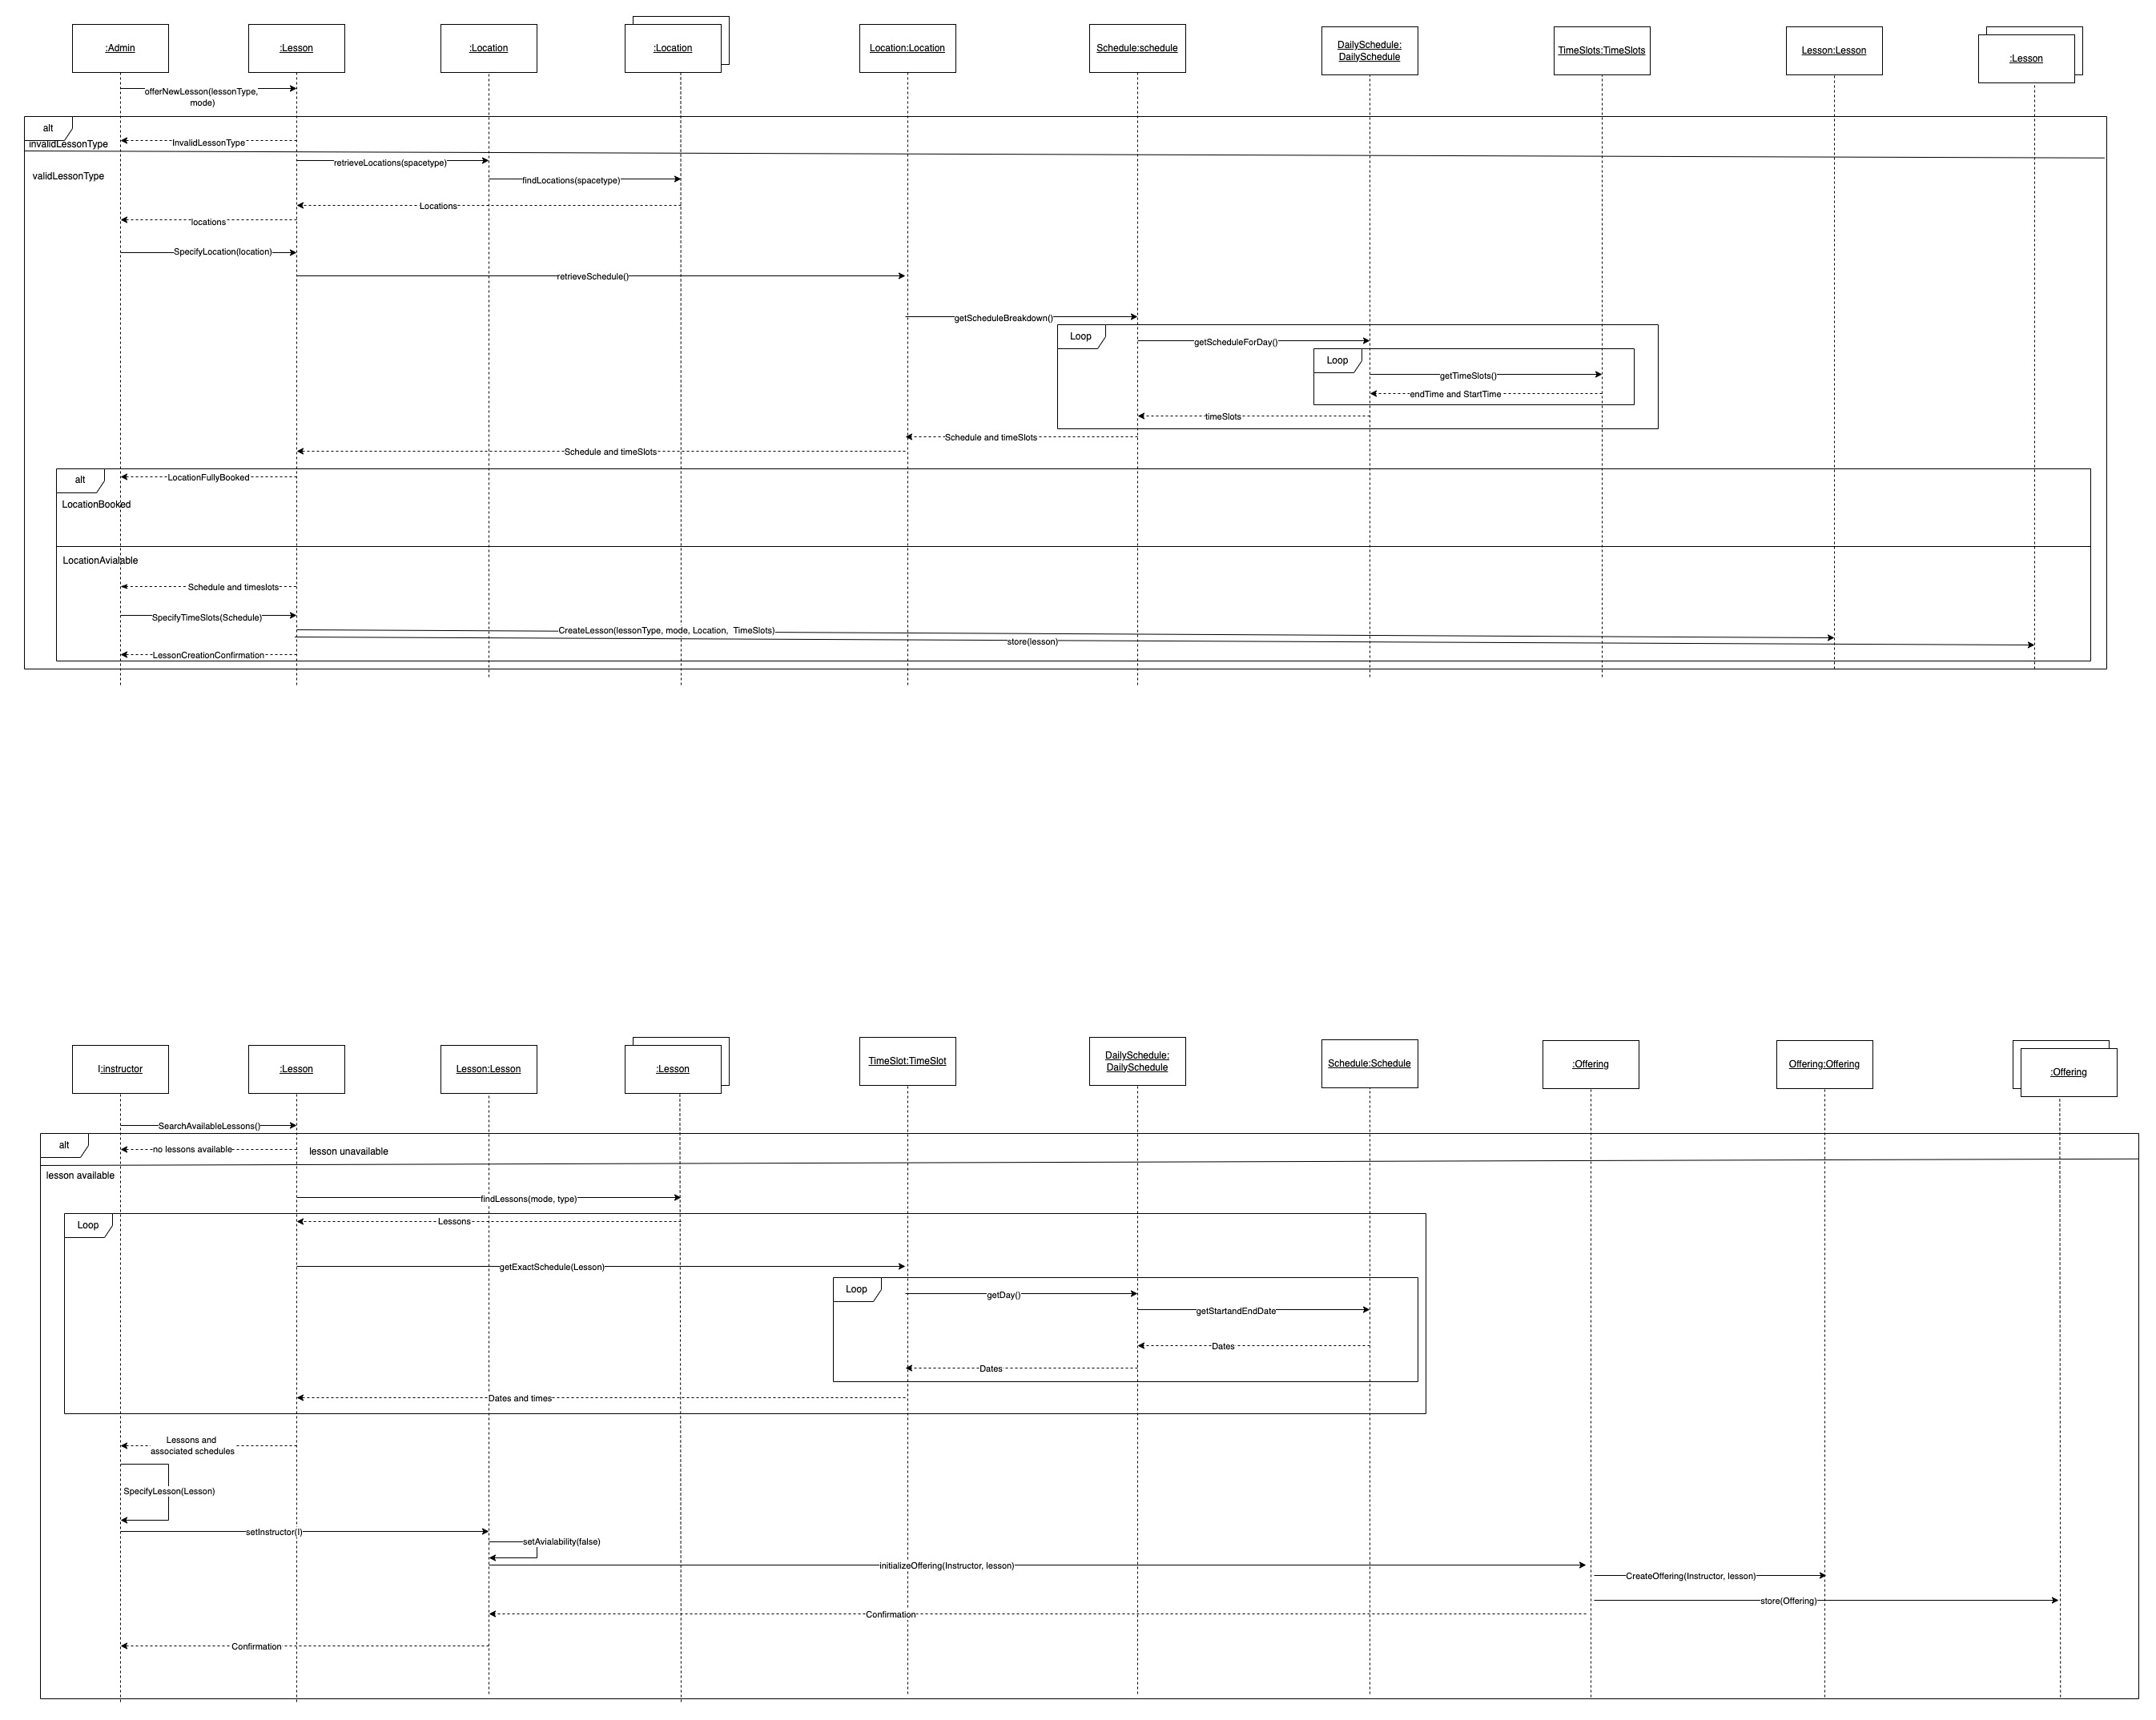 :Admin
:Lesson
:Location
:Location
Location:Location
Schedule:schedule
DailySchedule:
DailySchedule
TimeSlots:TimeSlots
Lesson:Lesson
:Lesson
offerNewLesson(lessonType,
mode)
alt
InvalidLessonType
invalidLessonType
retrieveLocations(spacetype)
validLessonType
findLocations(spacetype)
Locations
locations
SpecifyLocation(location)
retrieveSchedule()
getScheduleBreakdown()
Loop
getScheduleForDay()
Loop
getTimeSlots()
endTime and StartTime
timeSlots
Schedule and timeSlots
Schedule and timeSlots
alt
LocationFullyBooked
LocationBooked
LocationAvialable
Schedule and timeslots
SpecifyTimeSlots(Schedule)
CreateLesson(lessonType, mode, Location, TimeSlots)
store(lesson)
LessonCreationConfirmation
I:instructor
:Lesson
Lesson:Lesson
:Lesson
TimeSlot:TimeSlot
DailySchedule:
DailySchedule
Schedule:Schedule
:Offering
Offering:Offering
:Offering
SearchAvailableLessons()
alt
no lessons available
lesson unavailable
lesson available
findLessons(mode, type)
Loop
Lessons
getExactSchedule(Lesson)
Loop
getDay()
getStartandEndDate
Dates
Dates
Dates and times
Lessons and
associated schedules
SpecifyLesson(Lesson)
setInstructor(I)
setAvialability(false)
initializeOffering(Instructor, lesson)
CreateOffering(Instructor, lesson)
store(Offering)
Confirmation
Confirmation